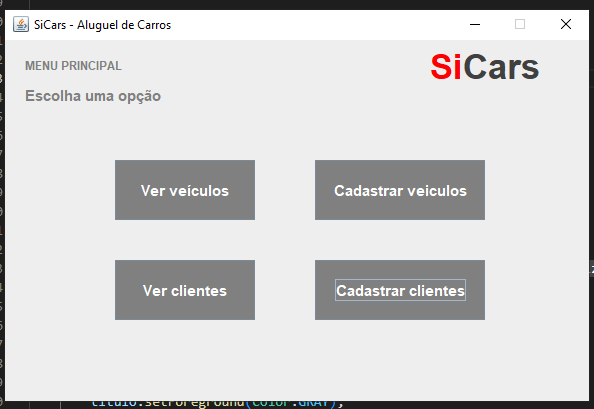 SiCars - Aluguel de Carros
MENU PRINCIPAL
SiCars
Escolha uma opção
Ver veículos
Cadastrar veiculos
Ver clientes
Cadastrar clientes
titulo.setForeground(Color.GRAY);